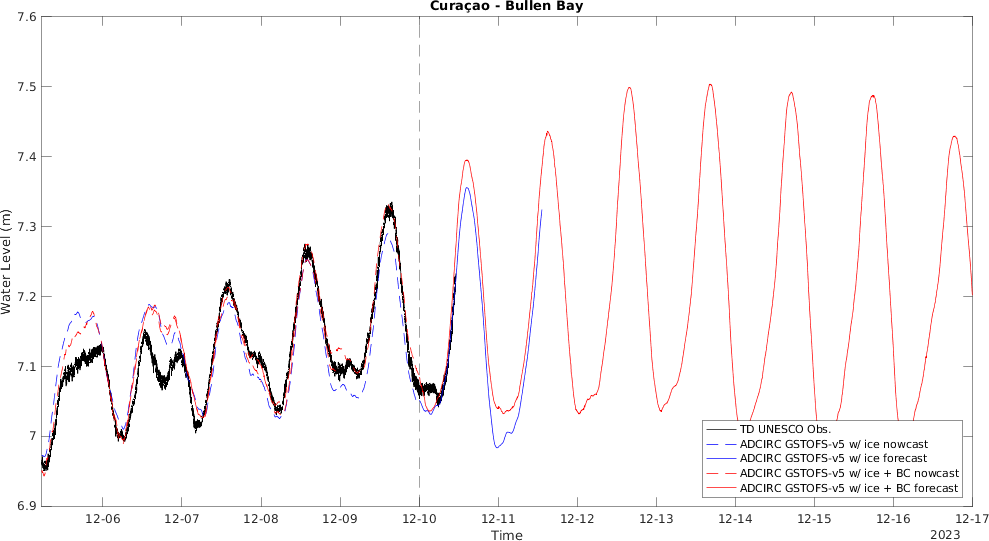 Curaçao - Bullen Bay
7.6
7.5
7.4
7.3
7.2
7.1
7
6.9
Water Level (m)
12-06
12-07
12-08
12-09
12-10
12-11
12-12
12-13
12-14
12-15
12-16
12-17
Time
2023
TD UNESCO Obs.
ADCIRC GSTOFS-v5 w/ ice nowcast
ADCIRC GSTOFS-v5 w/ ice forecast
ADCIRC GSTOFS-v5 w/ ice + BC nowcast
ADCIRC GSTOFS-v5 w/ ice + BC forecast